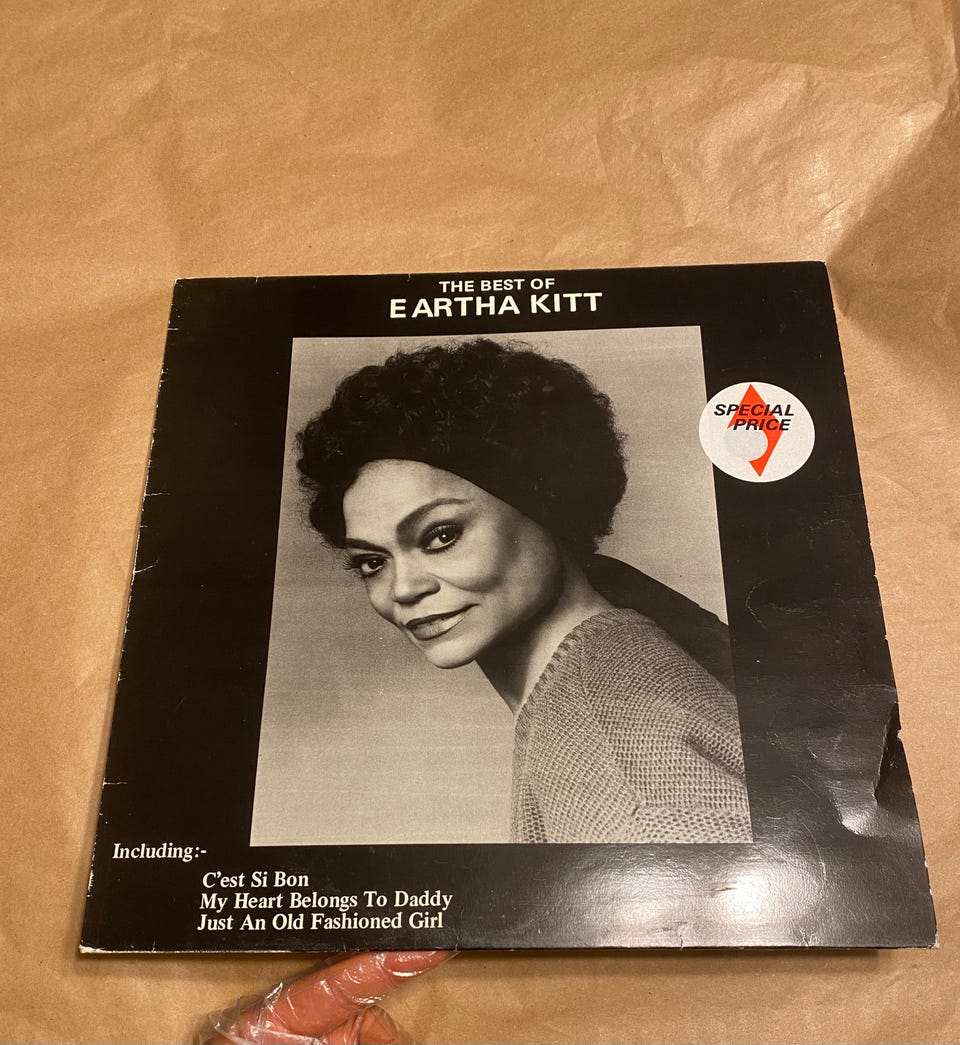 THE BEST OF
EARTHA KITT
SPECIAL
PRICE
Including:-
C'est Si Bon
My Heart Belongs To Daddy
Just An Old Fashioned Girl